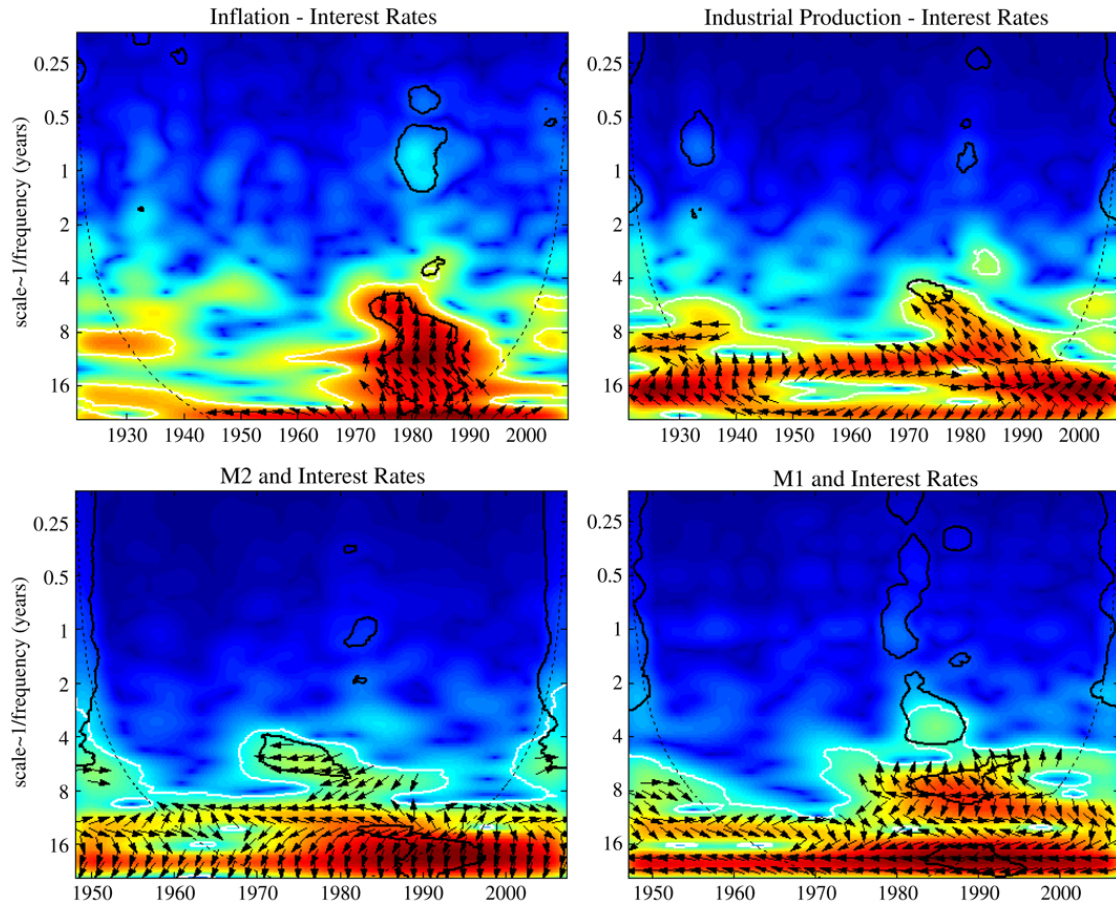 Inflation - Interest Rates
Industrial Production - Interest Rates
scale~1/frequency (years)
0.25
0.5
1
2
4
8
16
1930 1940 1950 1960 1970 1980 1990 2000
0.25
0.5
1
2
4
8
16
1930 1940 1950 1960 1970 1980 1990 2000
M2 and Interest Rates
M1 and Interest Rates
scale~1/frequency (years)
0.25
0.5
1
2
4
8
16
1950 1960 1970 1980 1990 2000
0.25
0.5
1
2
4
8
16
1950 1960 1970 1980 1990 2000